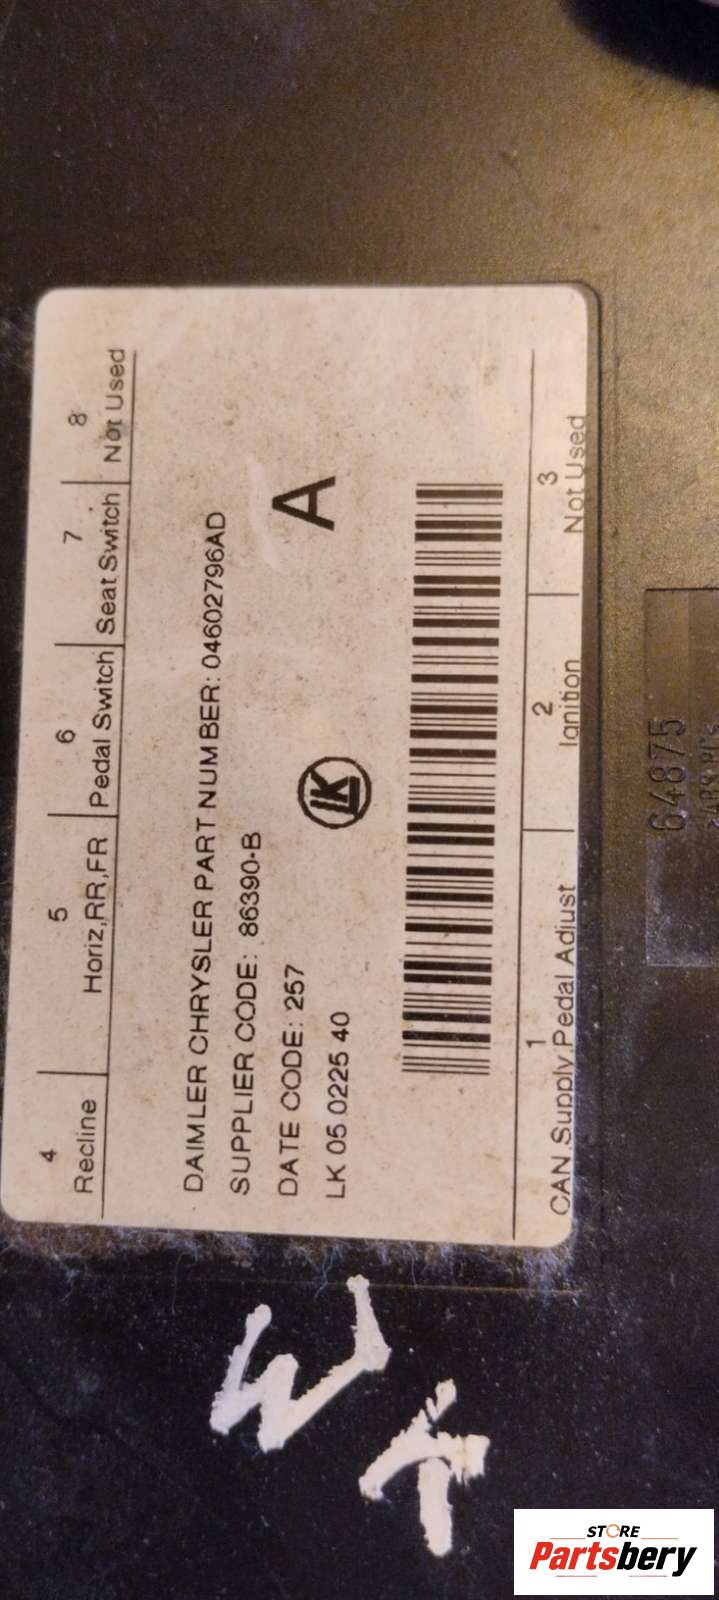 4 5 6 7 8
Recline Horiz,RR,FR Pedal Switch Seat Switch Not Used
DAIMLER CHRYSLER PART NUMBER: 04602796AD
SUPPLIER CODE: 86390-B
DATE CODE: 257
LK 05 0225 40
LK
A
1 2 3
CAN.Supply.Pedal Adjust Ignition Not Used
64875
STORE
Partsbery